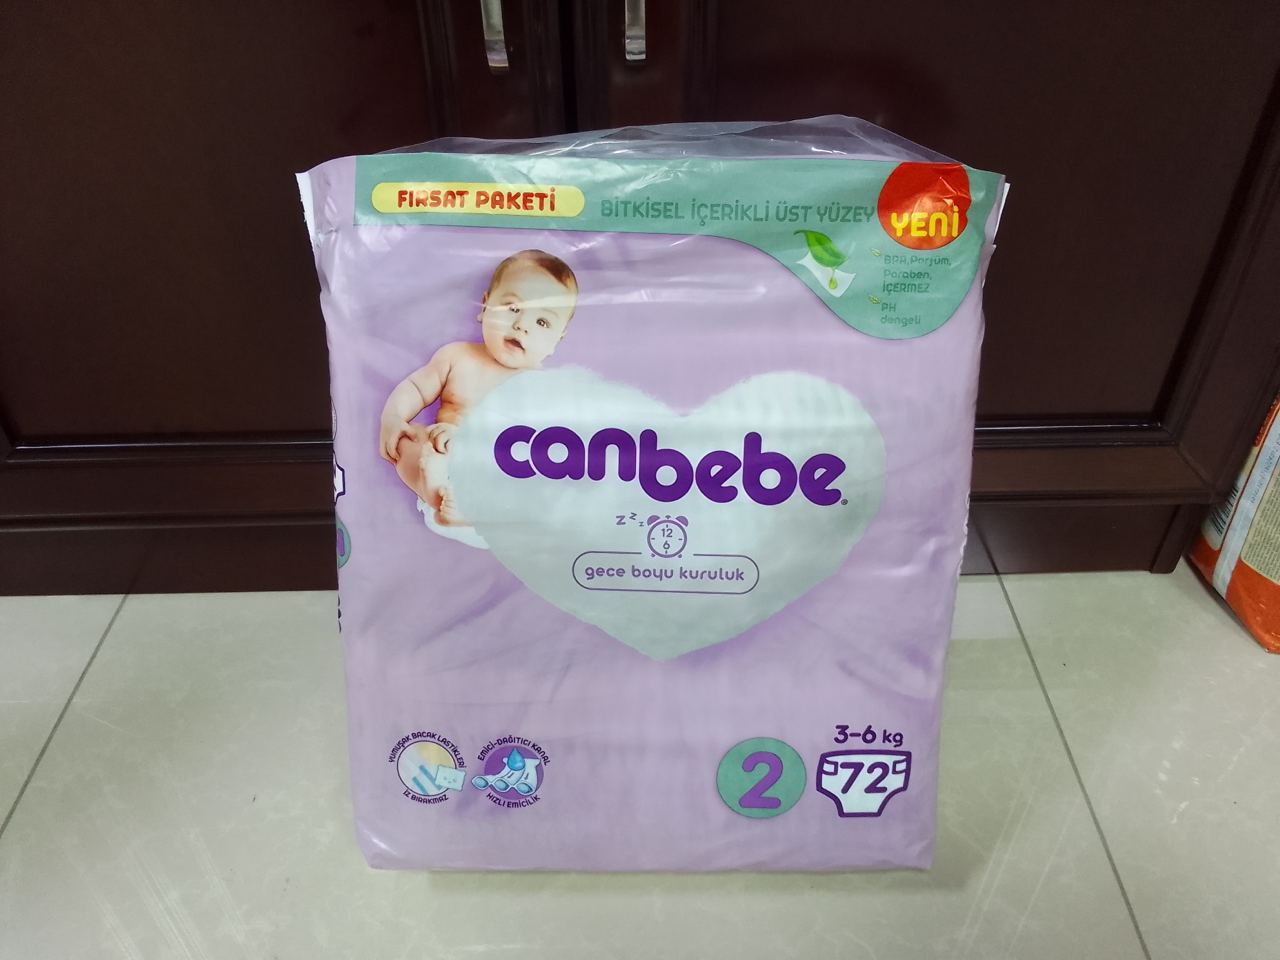 FIRSAT PAKETİ
BİTKİSEL İÇERİKLİ ÜST YÜZEY
YENİ
BPA, Parfüm,
Paraben,
İÇERMEZ
PH
dengeli
canbebe
z z z
12
6
gece boyu kuruluk
YUMUŞAK BACAK LASTİKLERİ
İZ BIRAKMAZ
EMİCİ-DAĞITICI KANAL
HIZLI EMİCİLİK
2
3-6 kg
72